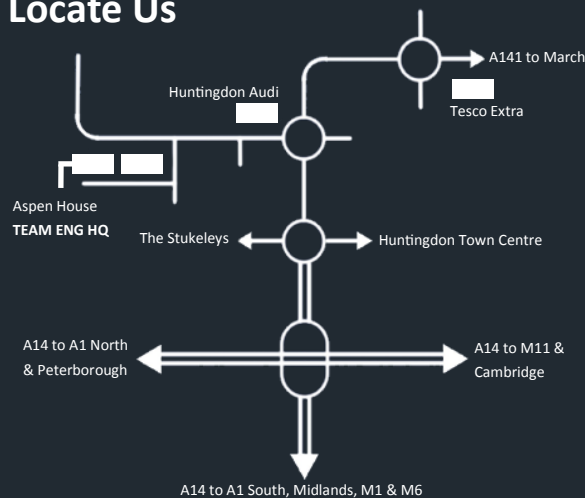 Locate Us
A141 to March
Huntingdon Audi
Tesco Extra
Aspen House
TEAM ENG HQ
The Stukeleys
Huntingdon Town Centre
A14 to A1 North
& Peterborough
A14 to M11 &
Cambridge
A14 to A1 South, Midlands, M1 & M6